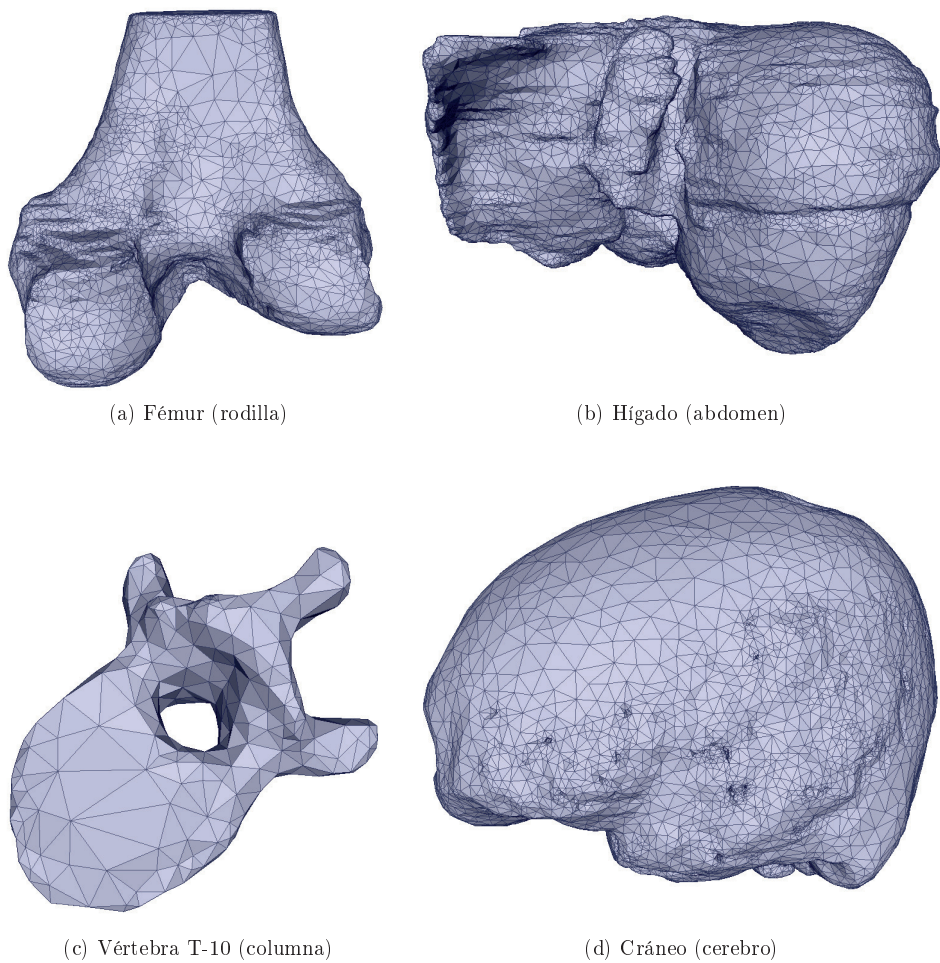 (a) Fémur (rodilla)
(b) Hígado (abdomen)
(c) Vértebra T-10 (columna)
(d) Cráneo (cerebro)